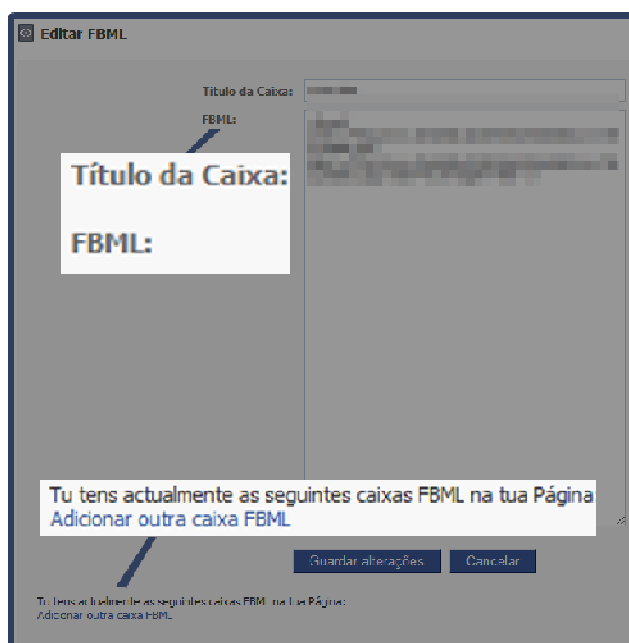 Editar FBML
Título da Caixa:
FBML:
Título da Caixa:
FBML:
Tu tens actualmente as seguintes caixas FBML na tua Página
Adicionar outra caixa FBML
Guardar alterações
Cancelar
Tu tens actualmente as seguintes caixas FBML na tua Página:
Adicionar outra caixa FBML